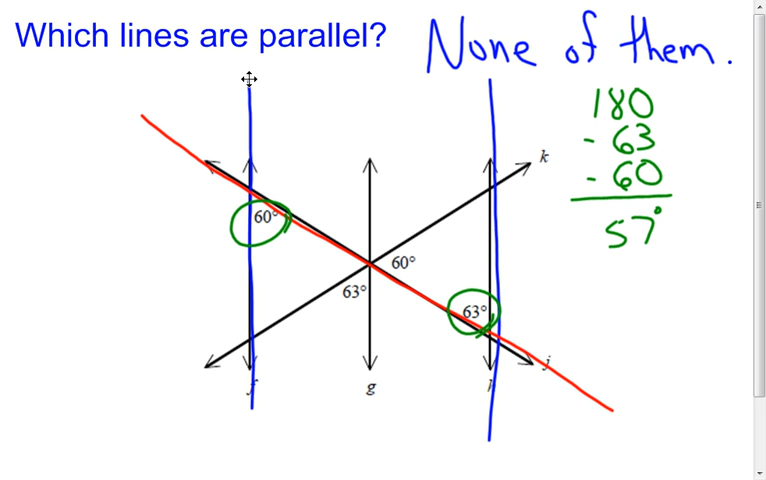 Which lines are parallel? None of them.
180
- 63
- 60
57°
k
60°
60°
63°
63°
j
f g